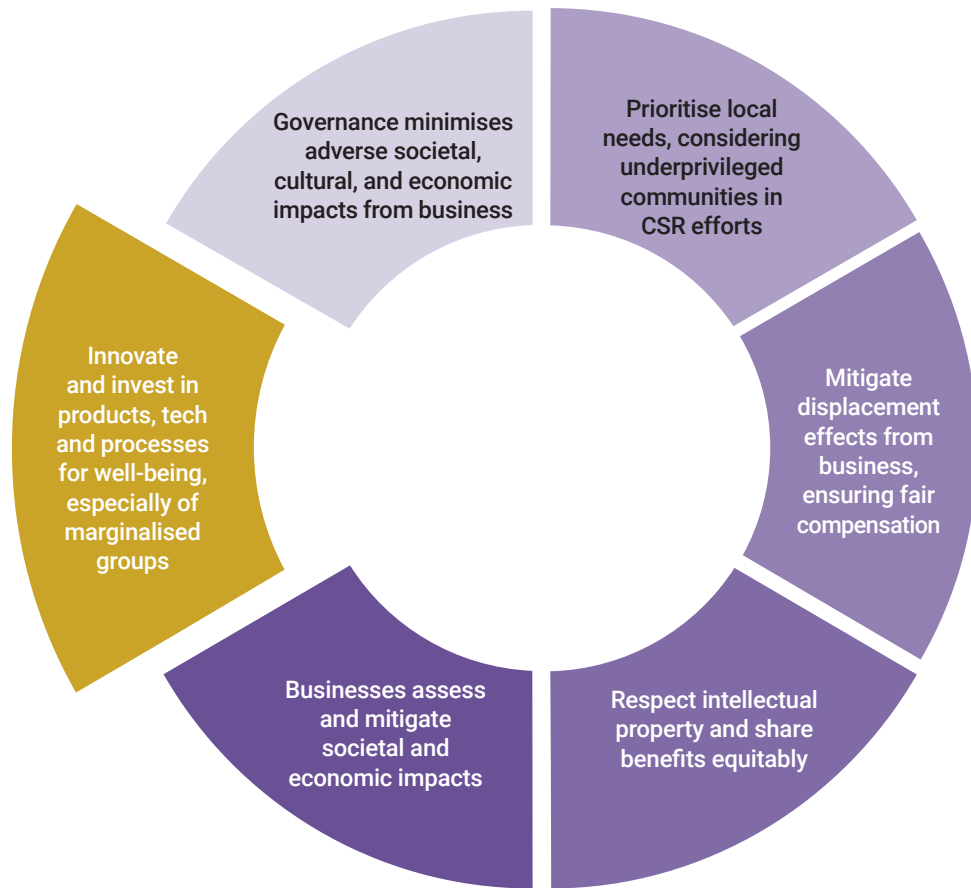 Governance minimises
adverse societal,
cultural, and economic
impacts from business
Prioritise local
needs, considering
underprivileged
communities in
CSR efforts
Mitigate
displacement
effects from
business,
ensuring fair
compensation
Respect intellectual
property and share
benefits equitably
Businesses assess
and mitigate
societal and
economic impacts
Innovate
and invest in
products, tech
and processes
for well-being,
especially of
marginalised
groups